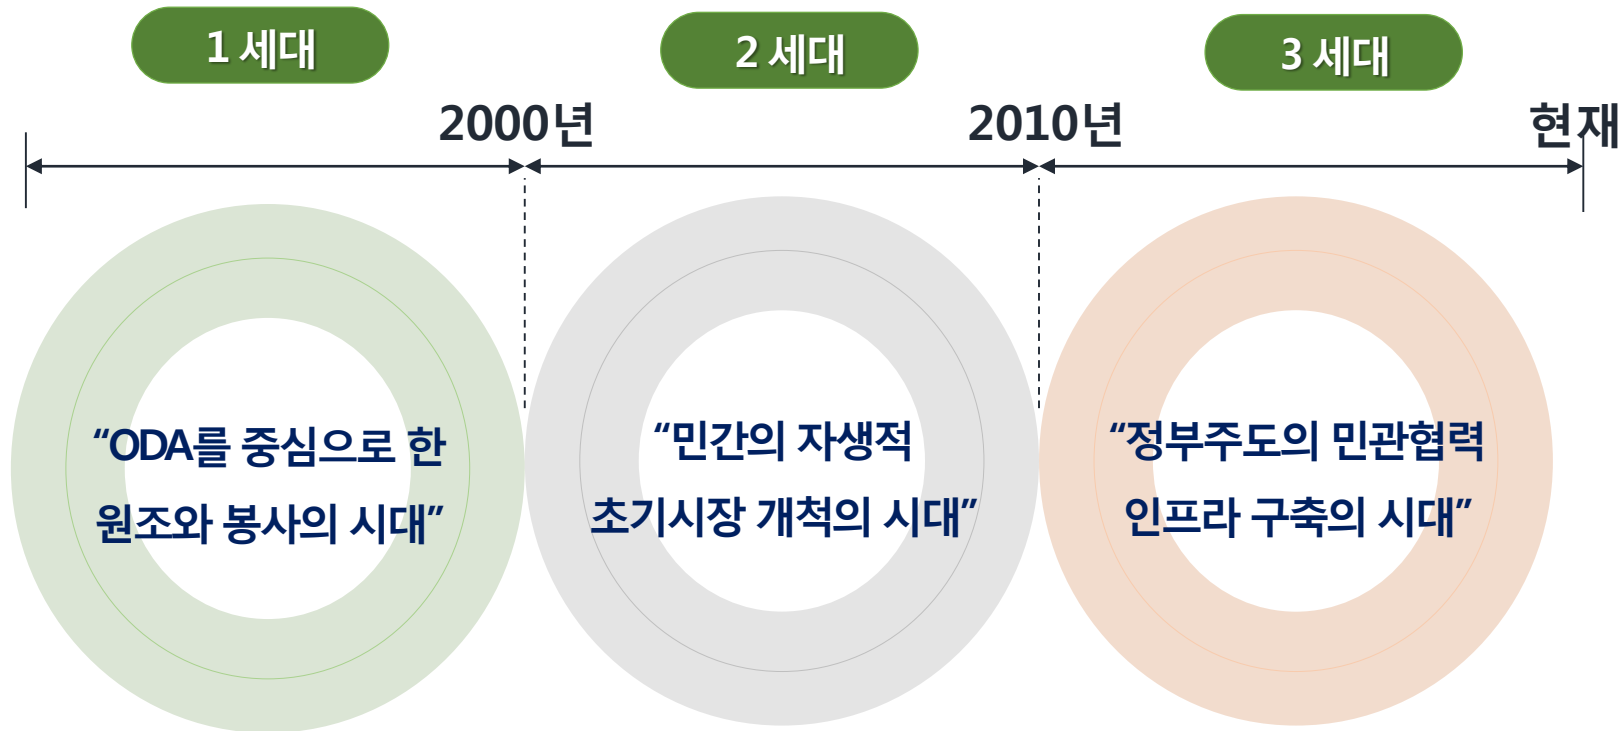 1 세대
2 세대
3 세대
2000년
2010년
현재
“ODA를 중심으로 한
원조와 봉사의 시대”
“민간의 자생적
초기시장 개척의 시대”
“정부주도의 민관협력
인프라 구축의 시대”